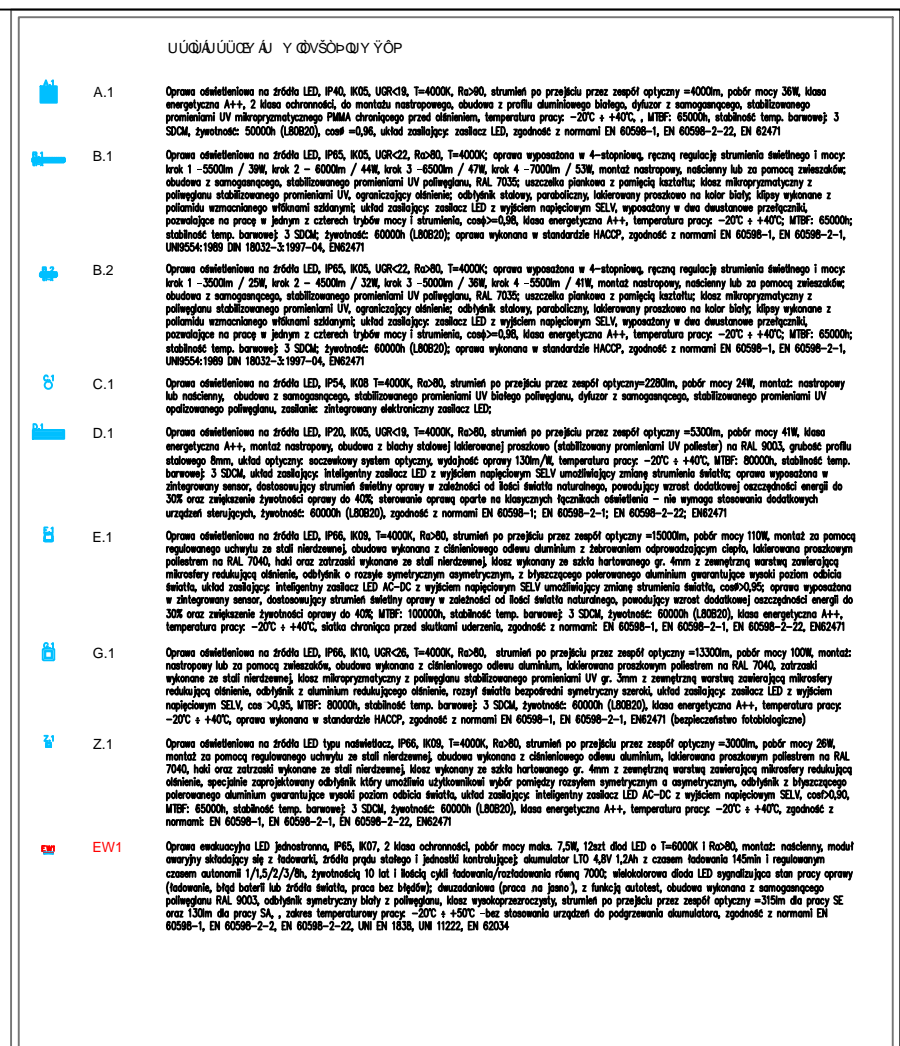 A.1 Oprawa oświetleniowa na źródła LED, IP40, IK05, UGR<19, T=4000K, Ra>90, strumień po przejściu przez zespół optyczny =4000lm, pobór mocy 36W, klasa
energetyczna A++, 2 klasa ochronności, do montażu nastropowego, obudowa z profilu aluminiowego białego, dyfuzor z samogasnącego, stabilizowanego
promieniami UV mikropryzmatycznego PMMA chroniącego przed olśnieniem, temperatura pracy: −20°C ÷ +40°C, , MTBF: 65000h, stabilność temp. barwowej: 3
SDCM, żywotność: 50000h (L80B20), cosø =0,96, układ zasilający: zasilacz LED, zgodność z normami EN 60598−1, EN 60598−2−22, EN 62471
B.1 Oprawa oświetleniowa na źródła LED, IP65, IK05, UGR<22, Ra>80, T=4000K; oprawa wyposażona w 4−stopniową, ręczną regulację strumienia świetlnego i mocy:
krok 1 −5500lm / 39W, krok 2 − 6000lm / 44W, krok 3 −6500lm / 47W, krok 4 −7000lm / 53W, montaż nastropowy, naścienny lub za pomocą zwieszaków;
obudowa z samogasnącego, stabilizowanego promieniami UV poliwęglanu, RAL 7035; uszczelka piankowa z pamięcią kształtu; klosz mikropryzmatyczny z
poliwęglanu stabilizowanego promieniami UV, ograniczający olśnienie; odbłyśnik stalowy, paraboliczny, lakierowany proszkowo na kolor biały; klipsy wykonane z
poliamidu wzmacnianego włóknami szklanymi; układ zasilający: zasilacz LED z wyjściem napięciowym SELV, wyposażony w dwa dwustanowe przełączniki,
pozwalające na pracę w jednym z czterech trybów mocy i strumienia, cosϕ>=0,98, klasa energetyczna A++, temperatura pracy: −20°C ÷ +40°C; MTBF: 65000h;
stabilność temp. barwowej: 3 SDCM; żywotność: 60000h (L80B20); oprawa wykonana w standardzie HACCP, zgodność z normami EN 60598−1, EN 60598−2−1,
UNI9554:1989 DIN 18032−3:1997−04, EN62471
B.2 Oprawa oświetleniowa na źródła LED, IP65, IK05, UGR<22, Ra>80, T=4000K; oprawa wyposażona w 4−stopniową, ręczną regulację strumienia świetlnego i mocy:
krok 1 −3500lm / 25W, krok 2 − 4500lm / 32W, krok 3 −5000lm / 36W, krok 4 −5500lm / 41W, montaż nastropowy, naścienny lub za pomocą zwieszaków;
obudowa z samogasnącego, stabilizowanego promieniami UV poliwęglanu, RAL 7035; uszczelka piankowa z pamięcią kształtu; klosz mikropryzmatyczny z
poliwęglanu stabilizowanego promieniami UV, ograniczający olśnienie; odbłyśnik stalowy, paraboliczny, lakierowany proszkowo na kolor biały; klipsy wykonane z
poliamidu wzmacnianego włóknami szklanymi; układ zasilający: zasilacz LED z wyjściem napięciowym SELV, wyposażony w dwa dwustanowe przełączniki,
pozwalające na pracę w jednym z czterech trybów mocy i strumienia, cosϕ>=0,98, klasa energetyczna A++, temperatura pracy: −20°C ÷ +40°C; MTBF: 65000h;
stabilność temp. barwowej: 3 SDCM; żywotność: 60000h (L80B20); oprawa wykonana w standardzie HACCP, zgodność z normami EN 60598−1, EN 60598−2−1,
UNI9554:1989 DIN 18032−3:1997−04, EN62471
C.1 Oprawa oświetleniowa na źródła LED, IP54, IK08 T=4000K, Ra>80, strumień po przejściu przez zespół optyczny=2280lm, pobór mocy 24W, montaż: nastropowy
lub naścienny, obudowa z samogasnącego, stabilizowanego promieniami UV białego poliwęglanu, dyfuzor z samogasnącego, stabilizowanego promieniami UV
opalizowanego poliwęglanu, zasilanie: zintegrowany elektroniczny zasilacz LED;
D.1 Oprawa oświetleniowa na źródła LED, IP20, IK05, UGR<19, T=4000K, Ra>80, strumień po przejściu przez zespół optyczny =5300lm, pobór mocy 41W, klasa
energetyczna A++, montaż nastropowy, obudowa z blachy stalowej lakierowanej proszkowo (stabilizowany promieniami UV poliester) na RAL 9003, grubość profilu
stalowego 8mm, układ optyczny: soczewkowy system optyczny, wydajność oprawy 130lm/W, temperatura pracy: −20°C ÷ +40°C, MTBF: 80000h, stabilność temp.
barwowej: 3 SDCM, układ zasilający: inteligentny zasilacz LED z wyjściem napięciowym SELV umożliwiający zmianę strumienia światła; oprawa wyposażona w
zintegrowany sensor, dostosowujący strumień świetlny oprawy w zależności od ilości światła naturalnego, powodujący wzrost dodatkowej oszczędności energii do
30% oraz zwiększenie żywotności oprawy do 40%; sterowanie oprawą oparte na klasycznych łącznikach oświetlenia − nie wymaga stosowania dodatkowych
urządzeń sterujących, żywotność: 60000h (L80B20), zgodność z normami EN 60598−1; EN 60598−2−1; EN 60598−2−22; EN62471
E.1 Oprawa oświetleniowa na źródła LED, IP66, IK09, T=4000K, Ra>80, strumień po przejściu przez zespół optyczny =15000lm, pobór mocy 110W, montaż za pomocą
regulowanego uchwytu ze stali nierdzewnej, obudowa wykonana z ciśnieniowego odlewu aluminium z żebrowaniem odprowadzającym ciepło, lakierowana proszkowym
poliestrem na RAL 7040, haki oraz zatrzaski wykonane ze stali nierdzewnej, klosz wykonany ze szkła hartowanego gr. 4mm z zewnętrzną warstwą zawierającą
mikrosfery redukującą olśnienie, odbłyśnik o rozsyle symetrycznym asymetrycznym, z błyszczącego polerowanego aluminium gwarantujące wysoki poziom odbicia
światła, układ zasilający: inteligentny zasilacz LED AC−DC z wyjściem napięciowym SELV umożliwiający zmianę strumienia światła, cosø>0,95; oprawa wyposażona
w zintegrowany sensor, dostosowujący strumień świetlny oprawy w zależności od ilości światła naturalnego, powodujący wzrost dodatkowej oszczędności energii do
30% oraz zwiększenie żywotności oprawy do 40%; MTBF: 100000h, stabilność temp. barwowej: 3 SDCM, żywotność: 60000h (L80B20), klasa energetyczna A++,
temperatura pracy: −20°C ÷ +40°C, siatka chroniąca przed skutkami uderzenia, zgodność z normami: EN 60598−1, EN 60598−2−1, EN 60598−2−22, EN62471
G.1 Oprawa oświetleniowa na źródła LED, IP66, IK10, UGR<26, T=4000K, Ra>80, strumień po przejściu przez zespół optyczny =13300lm, pobór mocy 100W, montaż:
nastropowy lub za pomocą zwieszaków, obudowa wykonana z ciśnieniowego odlewu aluminium, lakierowana proszkowym poliestrem na RAL 7040, zatrzaski
wykonane ze stali nierdzewnej, klosz mikropryzmatyczny z poliwęglanu stabilizowanego promieniami UV gr. 3mm z zewnętrzną warstwą zawierającą mikrosfery
redukującą olśnienie, odbłyśnik z aluminium redukującego olśnienie, rozsył światła bezpośredni symetryczny szeroki, układ zasilający: zasilacz LED z wyjściem
napięciowym SELV, cos >0,95, MTBF: 80000h, stabilność temp. barwowej: 3 SDCM, żywotność: 60000h (L80B20), klasa energetyczna A++, temperatura pracy:
−20°C ÷ +40°C, oprawa wykonana w standardzie HACCP, zgodność z normami EN 60598−1, EN 60598−2−1, EN62471 (bezpieczeństwo fotobiologiczne)
Z.1 Oprawa oświetleniowa na źródła LED typu naświetlacz, IP66, IK09, T=4000K, Ra>80, strumień po przejściu przez zespół optyczny =3000lm, pobór mocy 26W,
montaż za pomocą regulowanego uchwytu ze stali nierdzewnej, obudowa wykonana z ciśnieniowego odlewu aluminium, lakierowana proszkowym poliestrem na RAL
7040, haki oraz zatrzaski wykonane ze stali nierdzewnej, klosz wykonany ze szkła hartowanego gr. 4mm z zewnętrzną warstwą zawierającą mikrosfery redukującą
olśnienie, specjalnie zaprojektowany odbłyśnik który umożliwia użytkownikowi wybór pomiędzy rozsyłem symetrycznym a asymetrycznym, odbłyśnik z błyszczącego
polerowanego aluminium gwarantujące wysoki poziom odbicia światła, układ zasilający: inteligentny zasilacz LED AC−DC z wyjściem napięciowym SELV, cosf>0,90,
MTBF: 65000h, stabilność temp. barwowej: 3 SDCM, żywotność: 60000h (L80B20), klasa energetyczna A++, temperatura pracy: −20°C ÷ +40°C, zgodność z
normami: EN 60598−1, EN 60598−2−1, EN 60598−2−22, EN62471
EW1 Oprawa ewakuacyjna LED jednostronna, IP65, IK07, 2 klasa ochronności, pobór mocy maks. 7,5W, 12szt diod LED o T=6000K i Ra>80, montaż: naścienny, moduł
awaryjny składający się z ładowarki, źródła prądu stałego i jednostki kontrolującej; akumulator LTO 4,8V 1,2Ah z czasem ładowania 145min i regulowanym
czasem autonomii 1/1,5/2/3/8h, żywotnością 10 lat i ilością cykli ładowania/rozładowania równą 7000; wielokolorowa dioda LED sygnalizująca stan pracy oprawy
(ładowanie, błąd baterii lub źródła światła, praca bez błędów); dwuzadaniowa (praca „na jasno”), z funkcją autotest, obudowa wykonana z samogasnącego
poliwęglanu RAL 9003, odbłyśnik symetryczny biały z poliwęglanu, klosz wysokoprzezroczysty, strumień po przejściu przez zespół optyczny =315lm dla pracy SE
oraz 130lm dla pracy SA, , zakres temperaturowy pracy: −20°C ÷ +50°C −bez stosowania urządzeń do podgrzewania akumulatora, zgodność z normami EN
60598−1, EN 60598−2−2, EN 60598−2−22, UNI EN 1838, UNI 11222, EN 62034